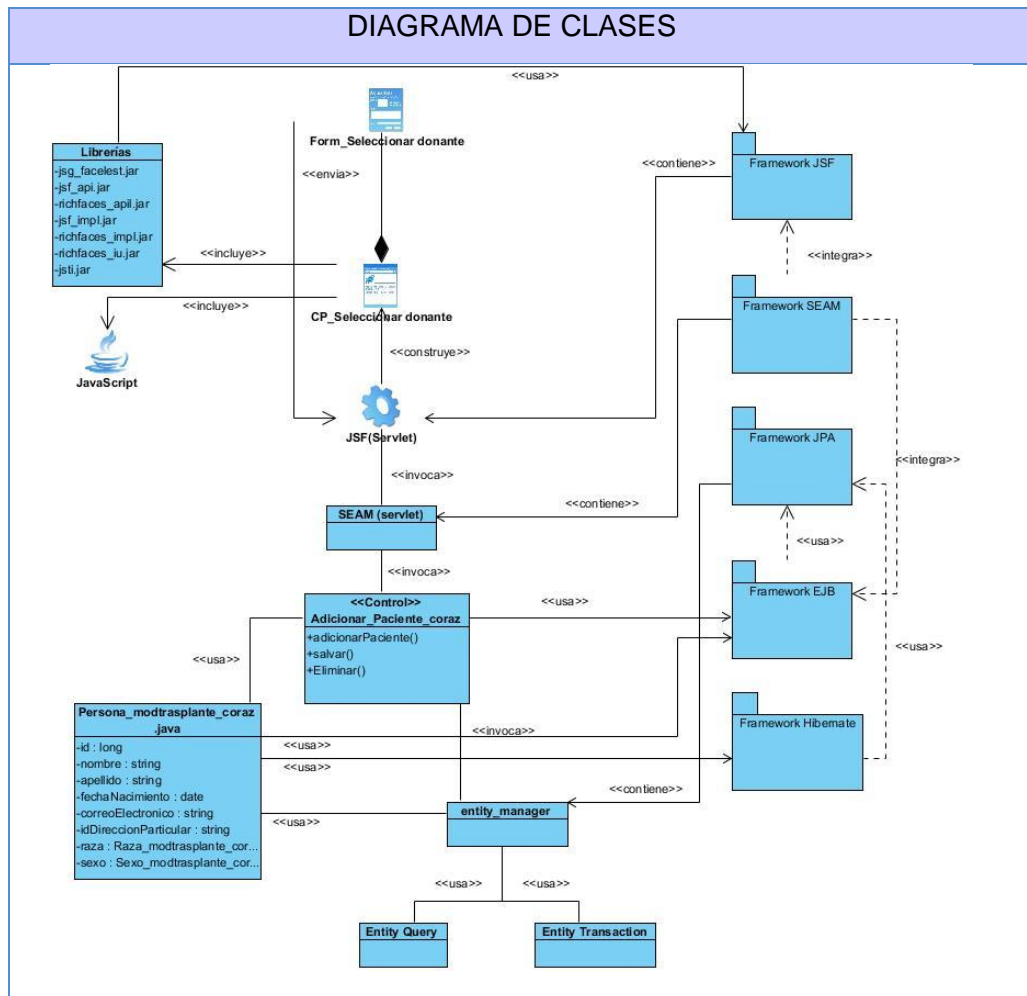 DIAGRAMA DE CLASES
<<usa>>
Form_Seleccionar donante
<<envia>>
<<contiene>>
Framework JSF
Librerías
-jsg_facelest.jar
-jsf_api.jar
-richfaces_apil.jar
-jsf_impl.jar
-richfaces_impl.jar
-richfaces_iu.jar
-jsti.jar
<<incluye>>
<<incluye>>
CP_Seleccionar donante
<<integra>>
Framework SEAM
JavaScript
<<construye>>
JSF(Servlet)
Framework JPA
<<integra>>
<<invoca>>
<<contiene>>
SEAM (servlet)
<<usa>>
<<invoca>>
Framework EJB
<<Control>>
Adicionar_Paciente_coraz
+adicionarPaciente()
+salvar()
+Eliminar()
<<usa>>
<<usa>>
<<usa>>
Persona_modtrasplante_coraz
.java
-id : long
-nombre : string
-apellido : string
-fechaNacimiento : date
-correoElectronico : string
-idDireccionParticular : string
-raza : Raza_modtrasplante_cor...
-sexo : Sexo_modtrasplante_cor...
<<invoca>>
<<usa>>
<<usa>>
Framework Hibernate
<<contiene>>
<<usa>>
entity_manager
<<usa>>
<<usa>>
Entity Query
Entity Transaction